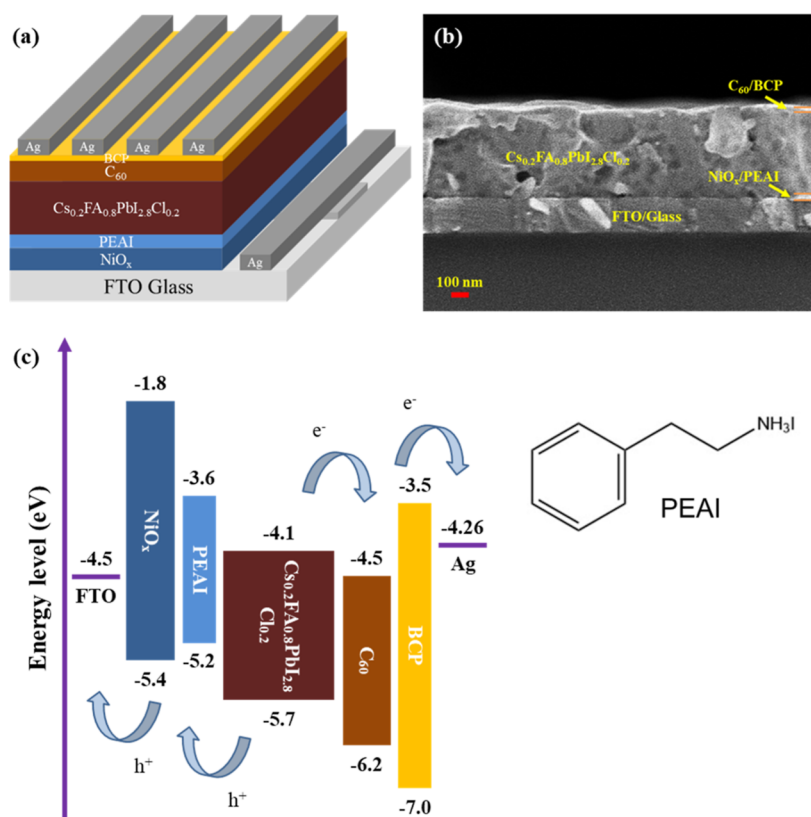 (a)
Ag
Ag
Ag
Ag
BCP
C₆₀
Cs₀.₂FA₀.₈PbI₂.₈Cl₀.₂
PEAI
NiOₓ
Ag
FTO Glass
(b)
C₆₀/BCP
Cs₀.₂FA₀.₈PbI₂.₈Cl₀.₂
NiOₓ/PEAI
FTO/Glass
100 nm
(c)
Energy level (eV)
-4.5
FTO
-1.8
NiOₓ
-5.4
h⁺
-3.6
PEAI
-5.2
h⁺
-4.1
Cs₀.₂FA₀.₈PbI₂.₈
Cl₀.₂
-5.7
e⁻
-4.5
C₆₀
-6.2
e⁻
-3.5
BCP
-7.0
-4.26
Ag
NH₃I
PEAI